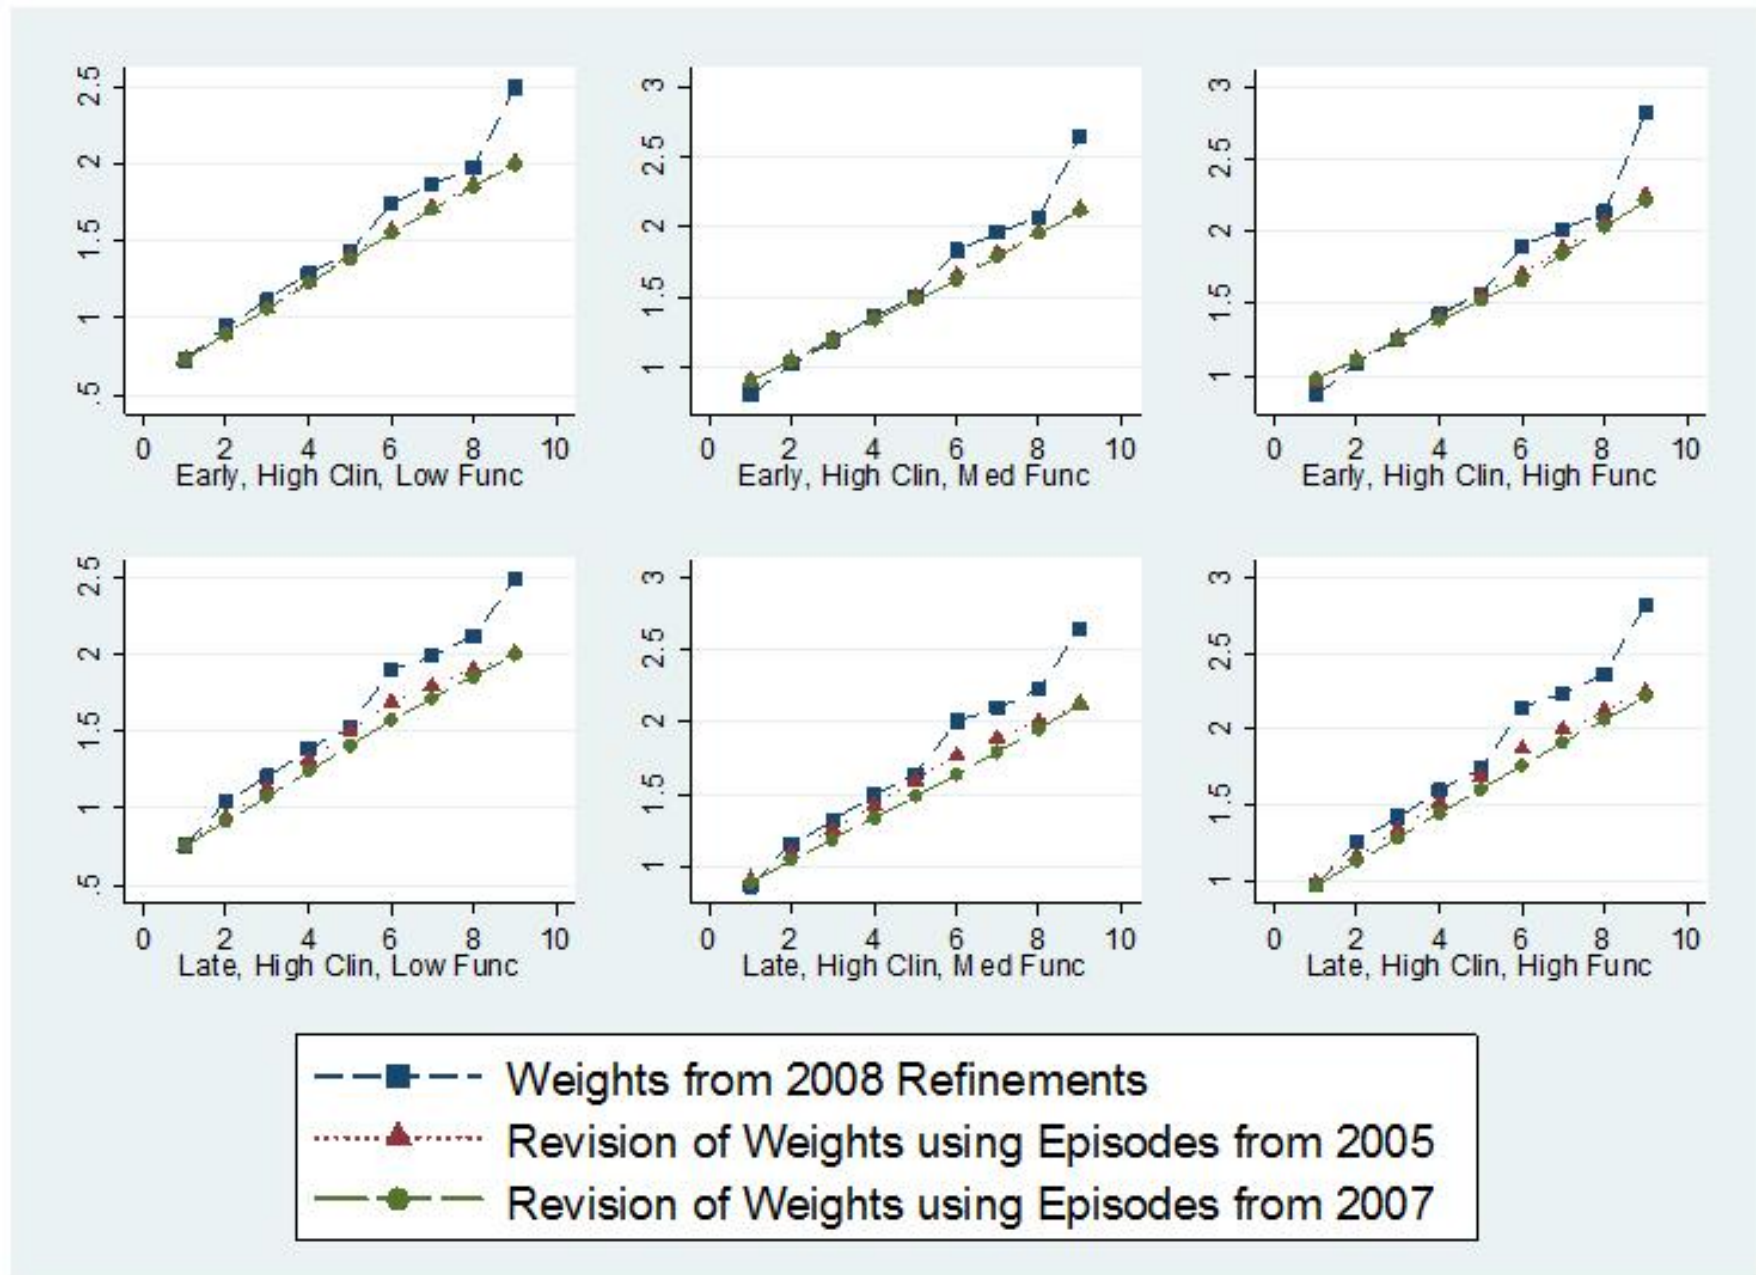 2.5
2
1.5
1
.5
0 2 4 6 8 10
Early, High Clin, Low Func
3
2.5
2
1.5
1
0 2 4 6 8 10
Early, High Clin, Med Func
3
2.5
2
1.5
1
0 2 4 6 8 10
Early, High Clin, High Func
2.5
2
1.5
1
.5
0 2 4 6 8 10
Late, High Clin, Low Func
3
2.5
2
1.5
1
0 2 4 6 8 10
Late, High Clin, Med Func
3
2.5
2
1.5
1
0 2 4 6 8 10
Late, High Clin, High Func
Weights from 2008 Refinements
Revision of Weights using Episodes from 2005
Revision of Weights using Episodes from 2007